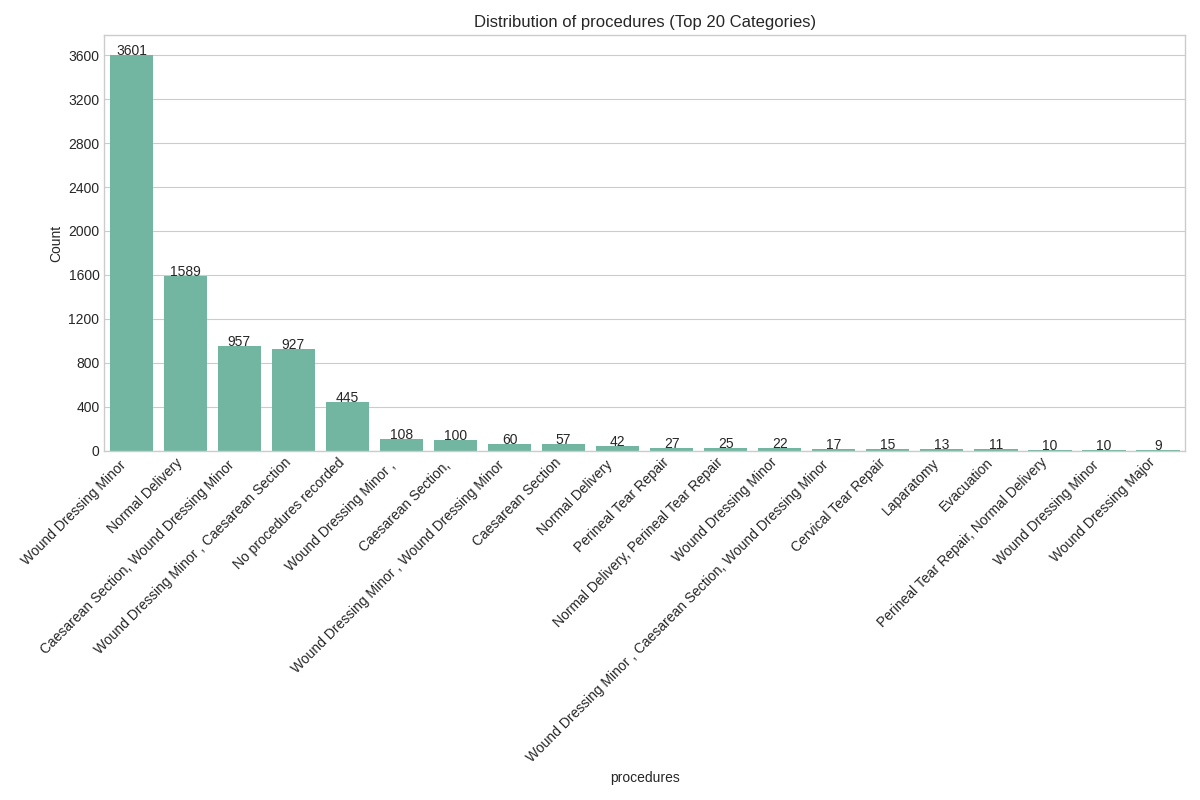 Distribution of procedures (Top 20 Categories)
Count
3600
3200
2800
2400
2000
1600
1200
800
400
0
3601
1589
957
927
445
108
100
60
57
42
27
25
22
17
15
13
11
10
10
9
Wound Dressing Minor
Normal Delivery
Caesarean Section, Wound Dressing Minor
Wound Dressing Minor , Caesarean Section
No procedures recorded
Wound Dressing Minor ,
Caesarean Section,
Wound Dressing Minor , Wound Dressing Minor
Caesarean Section
Normal Delivery
Perineal Tear Repair
Normal Delivery, Perineal Tear Repair
Wound Dressing Minor
Wound Dressing Minor , Caesarean Section, Wound Dressing Minor
Cervical Tear Repair
Laparatomy
Evacuation
Perineal Tear Repair, Normal Delivery
Wound Dressing Minor
Wound Dressing Major
procedures